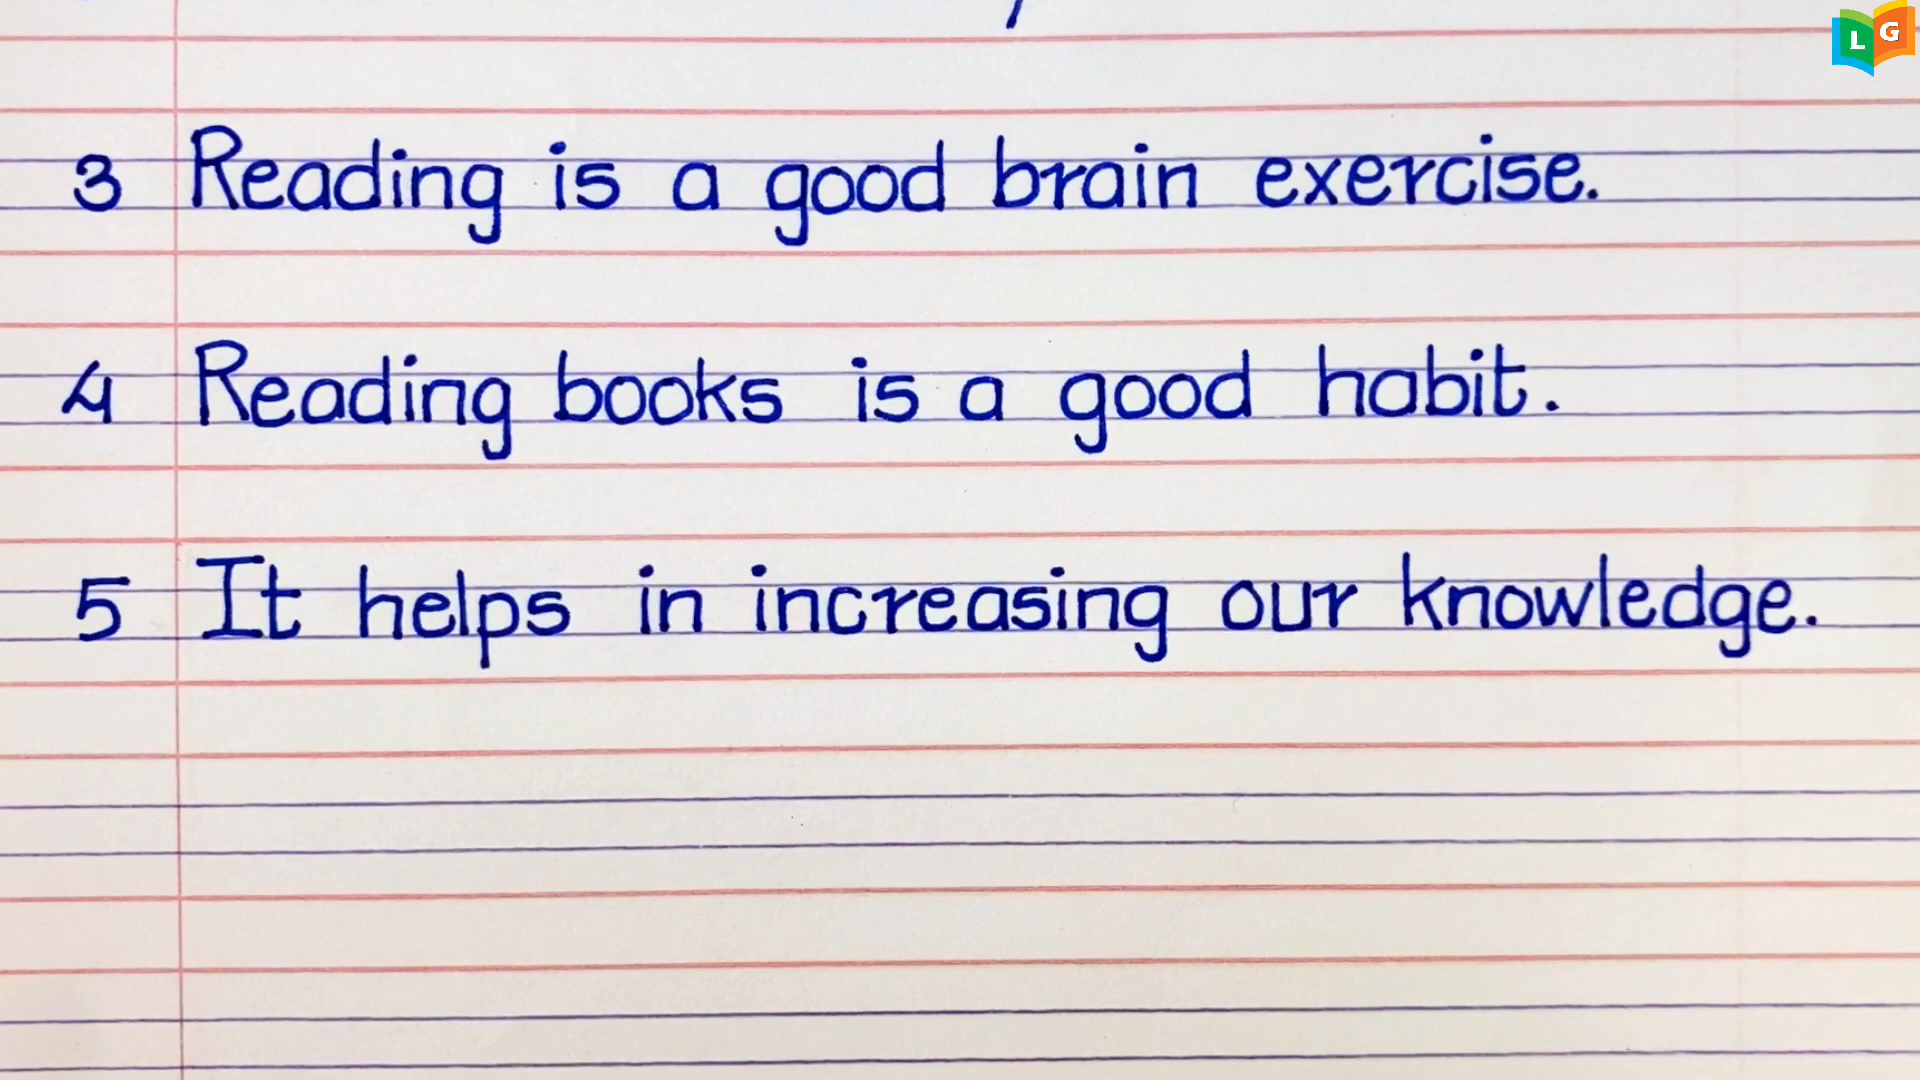 L G
3 Reading is a good brain exercise.
4 Reading books is a good habit.
5 It helps in increasing our knowledge.